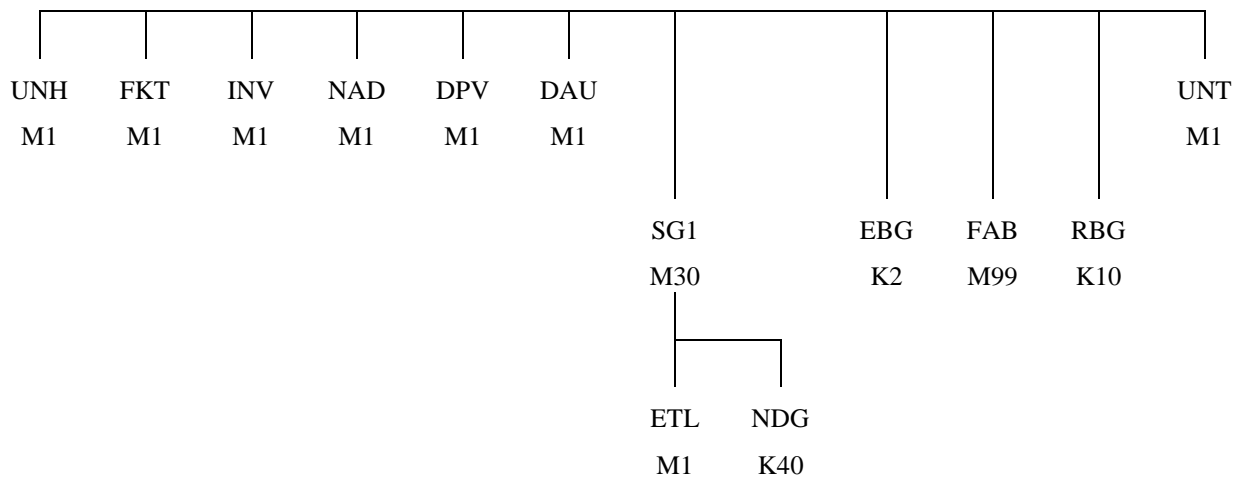 UNH FKT INV NAD DPV DAU UNT
M1 M1 M1 M1 M1 M1 M1
SG1 EBG FAB RBG
M30 K2 M99 K10
ETL NDG
M1 K40